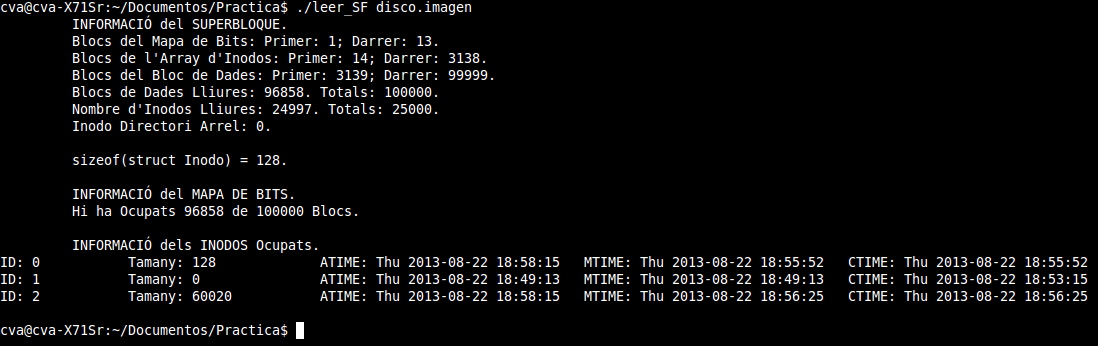 cva@cva-X71Sr:~/Documentos/Practica$ ./leer_SF disco.imagen
INFORMACIÓ del SUPERBLOQUE.
Blocs del Mapa de Bits: Primer: 1; Darrer: 13.
Blocs de l'Array d'Inodos: Primer: 14; Darrer: 3138.
Blocs del Bloc de Dades: Primer: 3139; Darrer: 99999.
Blocs de Dades Lliures: 96858. Totals: 100000.
Nombre d'Inodos Lliures: 24997. Totals: 25000.
Inodo Directori Arrel: 0.
sizeof(struct Inodo) = 128.
INFORMACIÓ del MAPA DE BITS.
Hi ha Ocupats 96858 de 100000 Blocs.
INFORMACIÓ dels INODOS Ocupats.
ID: 0 Tamany: 128 ATIME: Thu 2013-08-22 18:58:15 MTIME: Thu 2013-08-22 18:55:52 CTIME: Thu 2013-08-22 18:55:52
ID: 1 Tamany: 0 ATIME: Thu 2013-08-22 18:49:13 MTIME: Thu 2013-08-22 18:49:13 CTIME: Thu 2013-08-22 18:53:15
ID: 2 Tamany: 60020 ATIME: Thu 2013-08-22 18:58:15 MTIME: Thu 2013-08-22 18:56:25 CTIME: Thu 2013-08-22 18:56:25
cva@cva-X71Sr:~/Documentos/Practica$